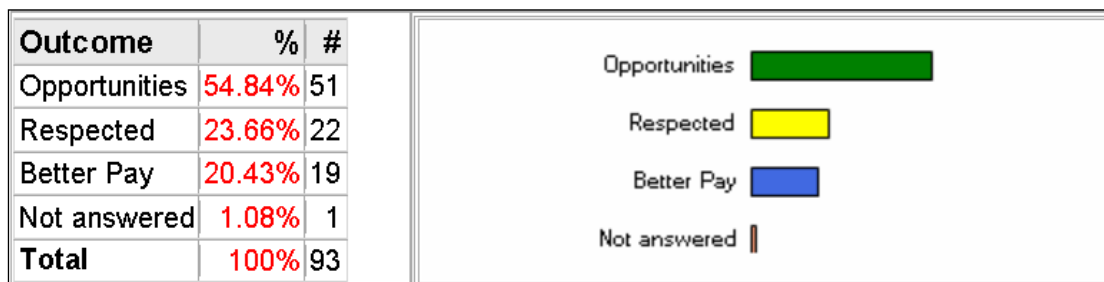 Outcome % #
Opportunities 54.84% 51
Respected 23.66% 22
Better Pay 20.43% 19
Not answered 1.08% 1
Total 100% 93
Opportunities
Respected
Better Pay
Not answered